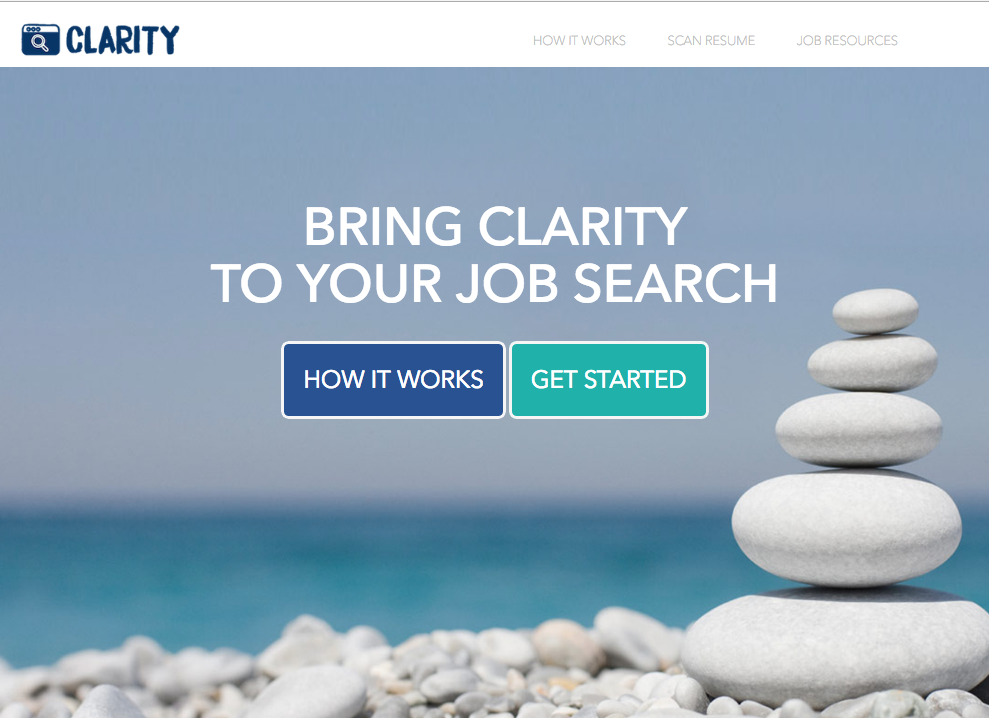 CLARITY
HOW IT WORKS
SCAN RESUME
JOB RESOURCES
BRING CLARITY
TO YOUR JOB SEARCH
HOW IT WORKS
GET STARTED